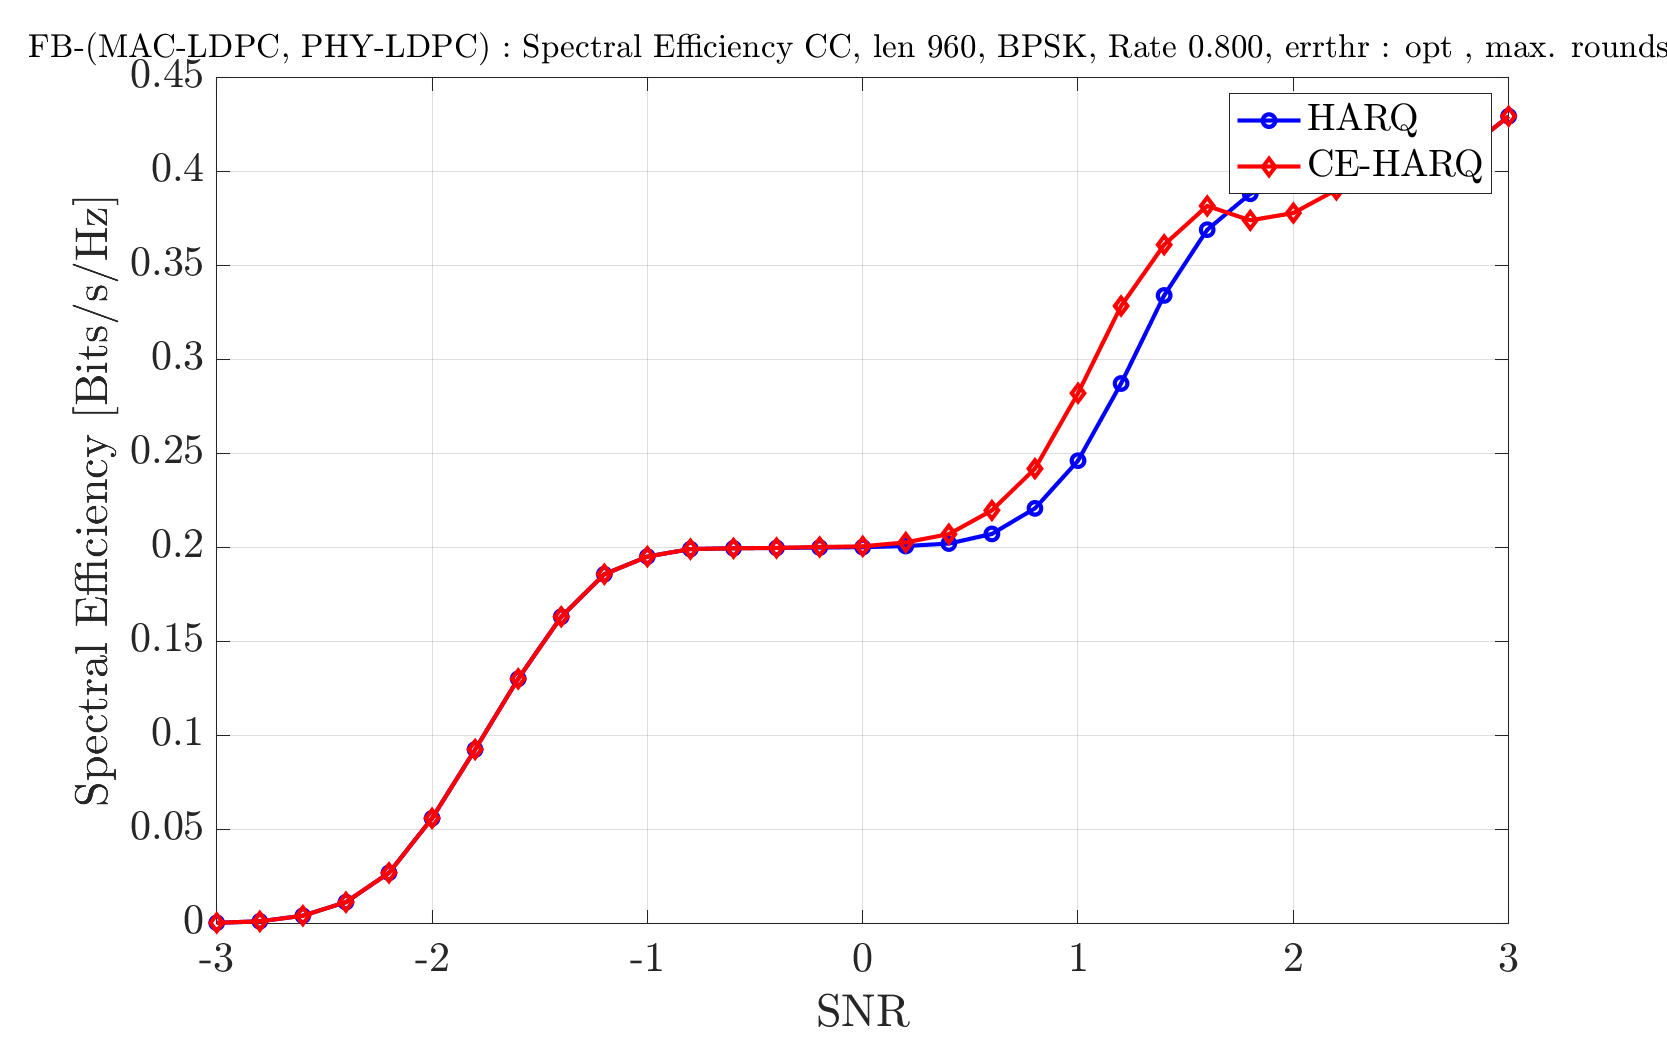 FB-(MAC-LDPC, PHY-LDPC) : Spectral Efficiency CC, len 960, BPSK, Rate 0.800, errthr : opt , max. rounds
0.45
0.4
0.35
0.3
0.25
0.2
0.15
0.1
0.05
0
Spectral Efficiency [Bits/s/Hz]
HARQ
CE-HARQ
-3 -2 -1 0 1 2 3
SNR